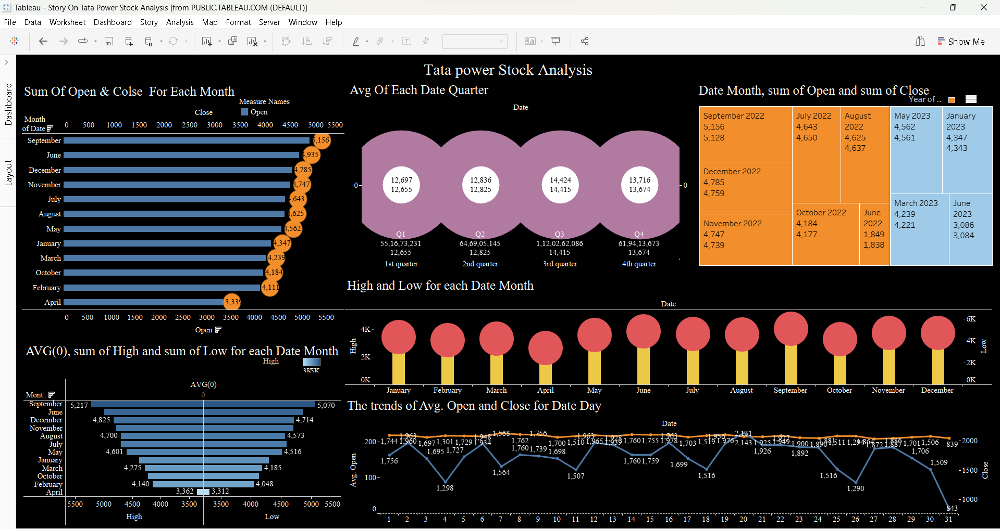 Tableau - Story On Tata Power Stock Analysis [from PUBLIC.TABLEAU.COM (DEFAULT)]
File Data Worksheet Dashboard Story Analysis Map Format Server Window Help
Show Me
Dashboard
Layout
Tata power Stock Analysis
Sum Of Open & Colse For Each Month
Measure Names
Open
Close
Month
of Date
0 500 1000 1500 2000 2500 3000 3500 4000 4500 5000 5500
September 5,156
June 4,935
December 4,785
November 4,747
July 4,643
August 4,625
May 4,562
January 4,347
March 4,239
October 4,184
February 4,111
April 3,339
0 500 1000 1500 2000 2500 3000 3500 4000 4500 5000 5500
Open
Avg Of Each Date Quarter
Date
0 0
12,697 12,836 14,424 13,716
12,655 12,825 14,415 13,674
Q1 Q2 Q3 Q4
55,16,73,231 64,69,05,145 1,12,02,62,086 61,94,13,673
12,655 12,825 14,415 13,674
1st quarter 2nd quarter 3rd quarter 4th quarter
Date Month, sum of Open and sum of Close
Year of ..
September 2022
5,156
5,128
December 2022
4,785
4,759
November 2022
4,747
4,739
July 2022
4,643
4,650
August
2022
4,625
4,637
October 2022
4,184
4,177
June
2022
1,849
1,838
May 2023
4,562
4,561
January
2023
4,347
4,343
March 2023
4,239
4,221
June
2023
3,086
3,084
High and Low for each Date Month
Date
High
4K
2K
0K
6K
4K
2K
0K
Low
January February March April May June July August September October November December
AVG(0), sum of High and sum of Low for each Date Month
High
3K5K
AVG(0)
Mont..
0
September 5,217 5,070
June
December 4,825 4,714
November
August 4,700 4,573
July
May 4,601 4,516
January
March 4,275 4,185
October
February 4,140 4,048
April 3,362 3,312
5500 5000 4500 4000 3500 3500 4000 4500 5000 5500
High Low
The trends of Avg. Open and Close for Date Day
Date
Avg. Open
200
100
0
2000
1500
1000
Close
1,963 1,948 1,568 1,756 1,963 1,928 1,963 1,956 2,131 1,937
1,744 1,960 1,697 1,301 1,729 1,934 1,762 1,700 1,510 1,965 1,939 1,760 1,755 1,978 1,703 1,519 1,976 2,143 1,925 1,949 1,900 1,890 1,511 1,294 1,864 1,872 1,887 1,701 1,506 839
1,756 1,695 1,727 1,564 1,760 1,739 1,698 1,507 1,760 1,759 1,699 1,516 1,926 1,892 1,881 1,516 1,290 1,886 1,706 1,509 843
1,298
1 2 3 4 5 6 7 8 9 10 11 12 13 14 15 16 17 18 19 20 21 22 23 24 25 26 27 28 29 30 31